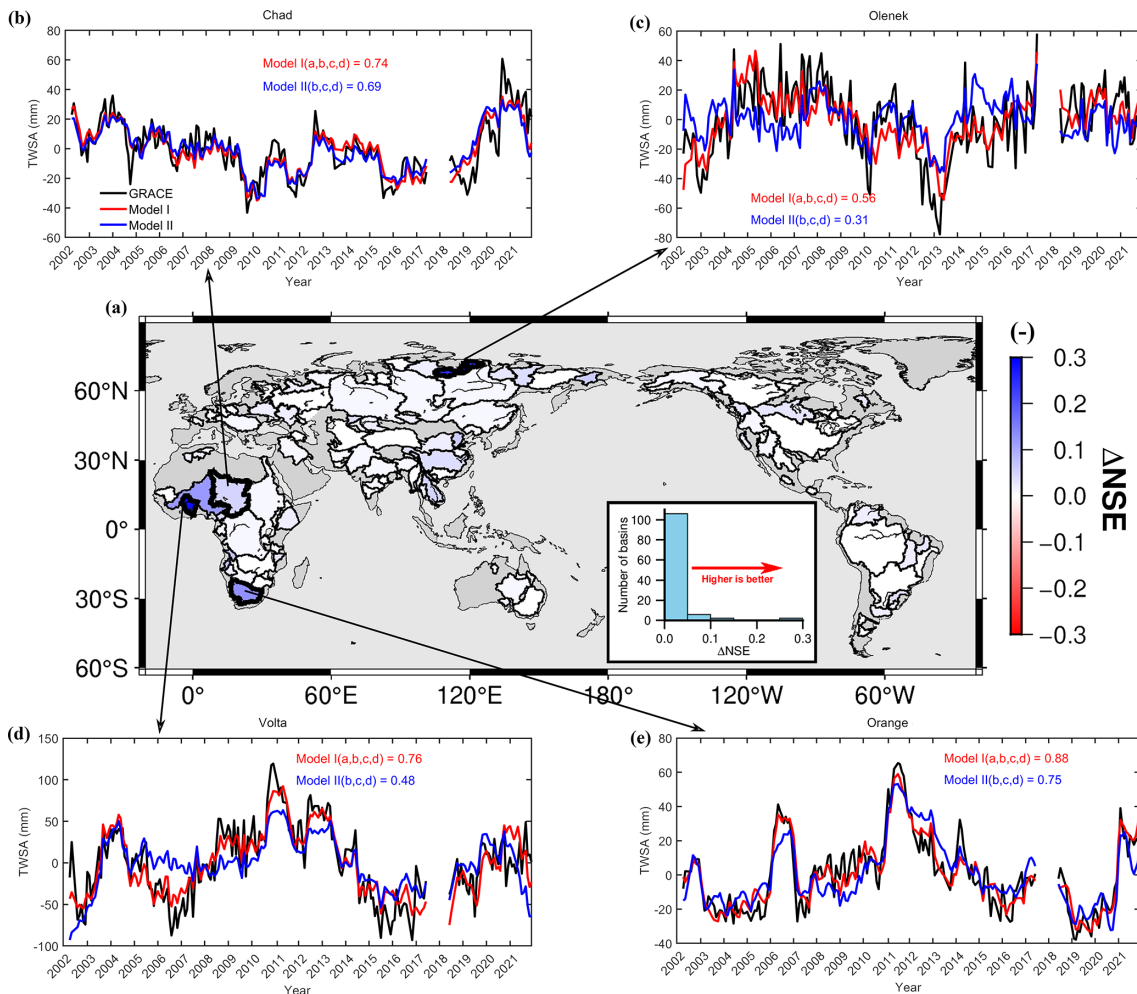 (b)
Chad
60
40
20
0
-20
-40
-60
TWSA (mm)
Model I(a,b,c,d) = 0.74
Model II(b,c,d) = 0.69
GRACE
Model I
Model II
2002 2003 2004 2005 2006 2007 2008 2009 2010 2011 2012 2013 2014 2015 2016 2017 2018 2019 2020 2021
Year
(c)
Olenek
60
40
20
0
-20
-40
-60
-80
TWSA (mm)
Model I(a,b,c,d) = 0.56
Model II(b,c,d) = 0.31
2002 2003 2004 2005 2006 2007 2008 2009 2010 2011 2012 2013 2014 2015 2016 2017 2018 2019 2020 2021
Year
(a)
60°N
30°N
0°
30°S
60°S
0° 60°E 120°E 180° 120°W 60°W
Number of basins
100
80
60
40
20
0
Higher is better
0.0 0.1 0.2 0.3
ΔNSE
(-)
0.3
0.2
0.1
0.0
−0.1
−0.2
−0.3
ΔNSE
(d)
Volta
150
100
50
0
-50
-100
TWSA (mm)
Model I(a,b,c,d) = 0.76
Model II(b,c,d) = 0.48
2002 2003 2004 2005 2006 2007 2008 2009 2010 2011 2012 2013 2014 2015 2016 2017 2018 2019 2020 2021
Year
(e)
Orange
80
60
40
20
0
-20
-40
TWSA (mm)
Model I(a,b,c,d) = 0.88
Model II(b,c,d) = 0.75
2002 2003 2004 2005 2006 2007 2008 2009 2010 2011 2012 2013 2014 2015 2016 2017 2018 2019 2020 2021
Year